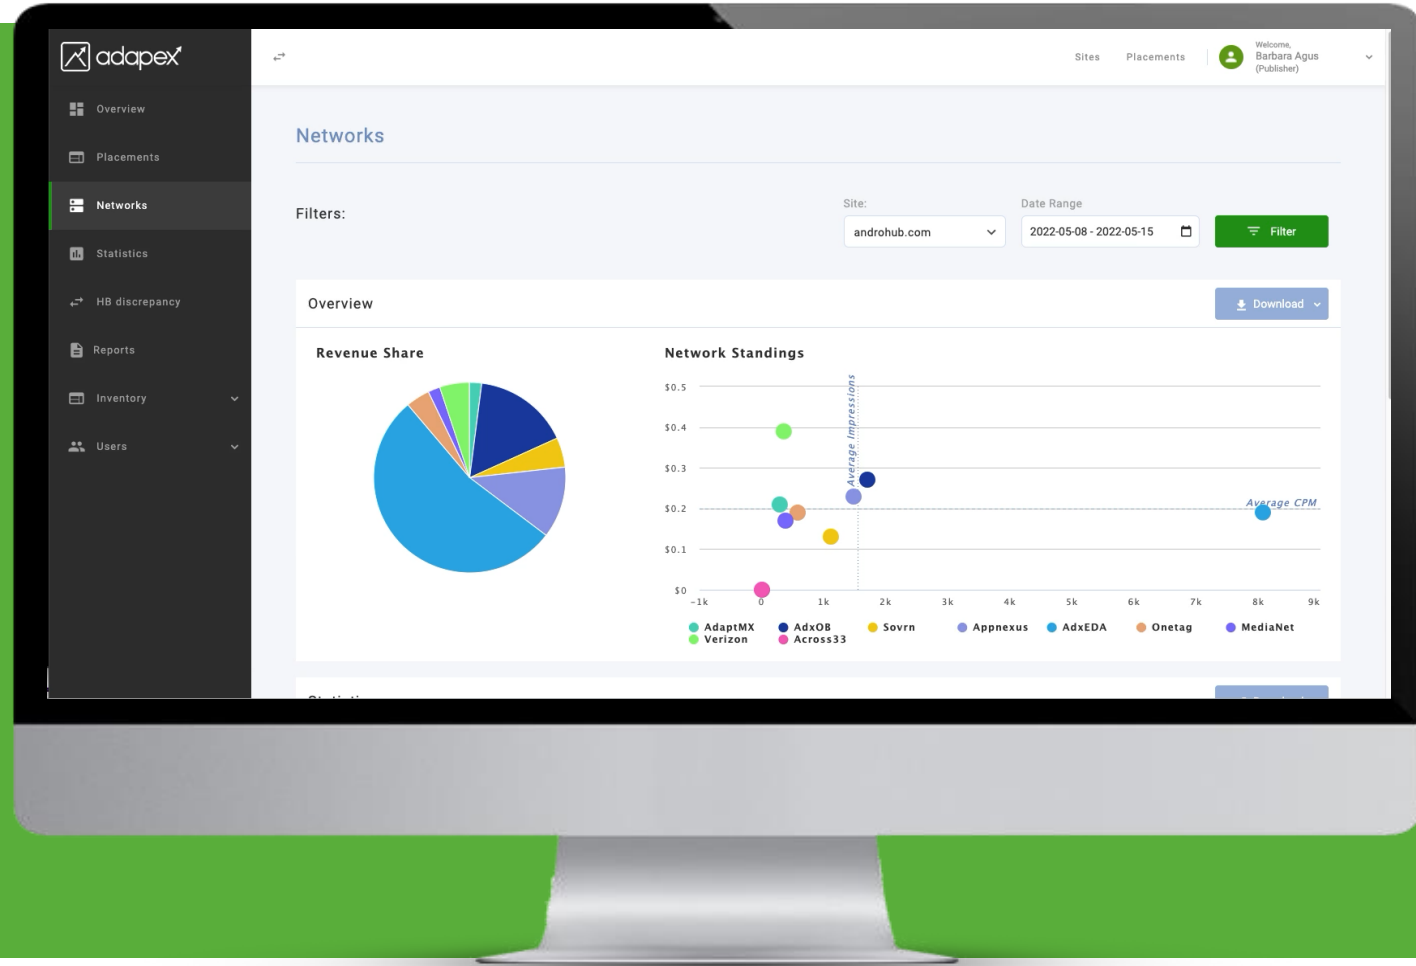 adapex
Sites
Placements
Welcome,
Barbara Agus
(Publisher)
Overview
Placements
Networks
Statistics
HB discrepancy
Reports
Inventory
Users
Networks
Filters:
Site:
androhub.com
Date Range
2022-05-08 - 2022-05-15
Filter
Overview
Download
Revenue Share
Network Standings
$0.5
$0.4
$0.3
$0.2
$0.1
$0
Average Impressions
Average CPM
-1k 0 1k 2k 3k 4k 5k 6k 7k 8k 9k
AdaptMX AdxOB Sovrn Appnexus AdxEDA Onetag MediaNet
Verizon Across33